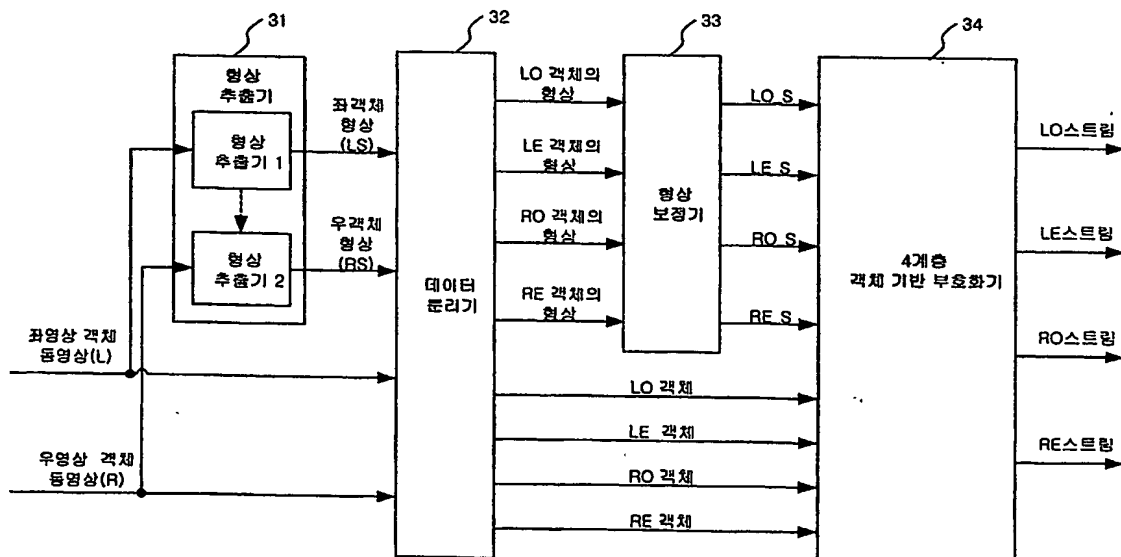 31
32
33
34
형상
추출기
형상
추출기 1
형상
추출기 2
좌객체
형상
(LS)
우객체
형상
(RS)
좌영상 객체
동영상(L)
우영상 객체
동영상(R)
데이터
분리기
LO 객체의
형상
LE 객체의
형상
RO 객체의
형상
RE 객체의
형상
형상
보정기
LO_S
LE_S
RO_S
RE_S
LO 객체
LE 객체
RO 객체
RE 객체
4계층
객체 기반 부호화기
LO스트림
LE스트림
RO스트림
RE스트림